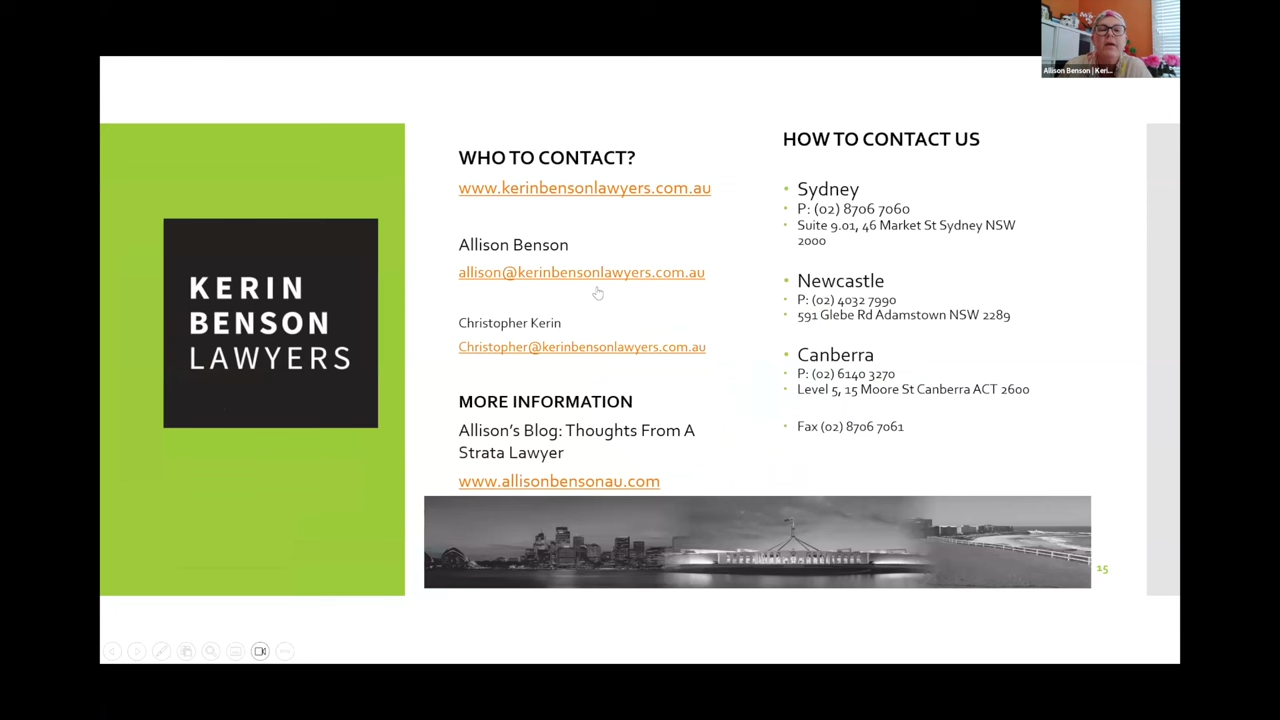 Allison Benson | Keri...
KERIN
BENSON
LAWYERS
WHO TO CONTACT?
www.kerinbensonlawyers.com.au
Allison Benson
allison@kerinbensonlawyers.com.au
Christopher Kerin
Christopher@kerinbensonlawyers.com.au
MORE INFORMATION
Allison's Blog: Thoughts From A
Strata Lawyer
www.allisonbensonau.com
HOW TO CONTACT US
• Sydney
• P: (02) 8706 7060
• Suite 9.01, 46 Market St Sydney NSW
2000
• Newcastle
• P: (02) 4032 7990
• 591 Glebe Rd Adamstown NSW 2289
• Canberra
• P: (02) 6140 3270
• Level 5, 15 Moore St Canberra ACT 2600
• Fax (02) 8706 7061
15